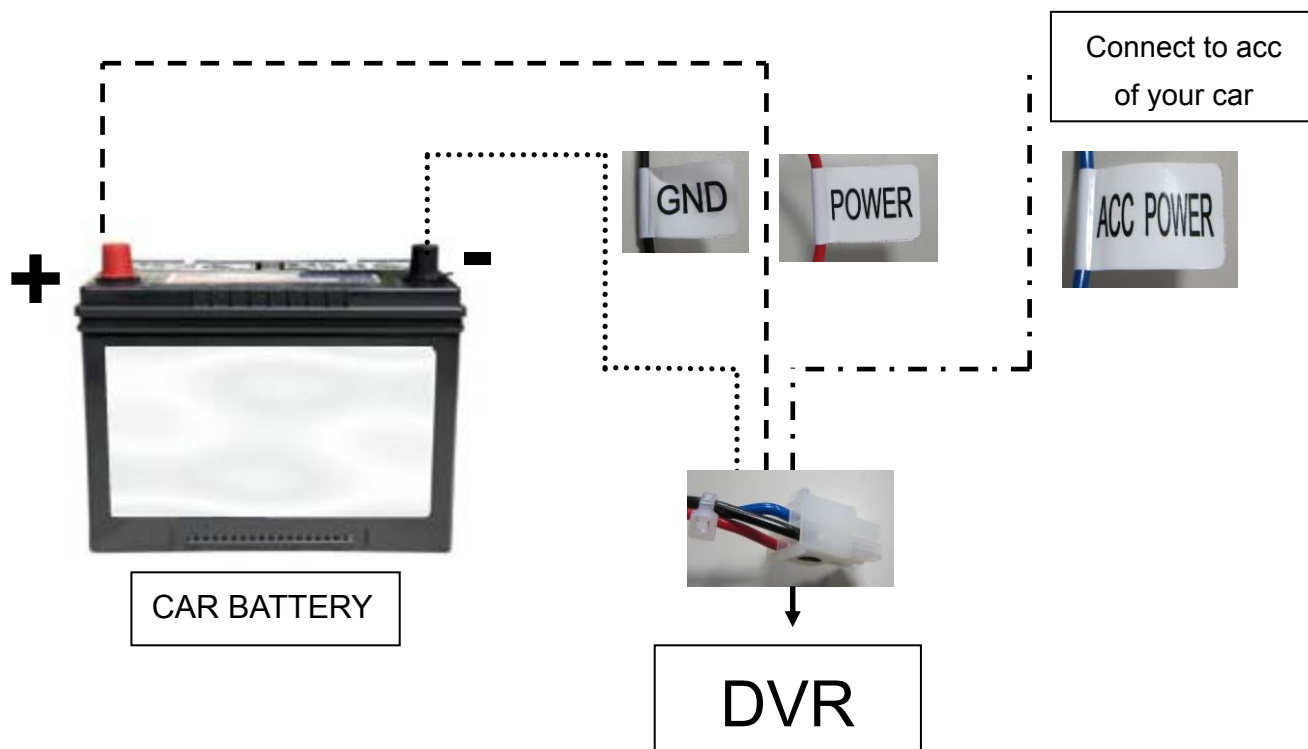 Connect to acc
of your car
GND
POWER
ACC POWER
+
-
CAR BATTERY
DVR